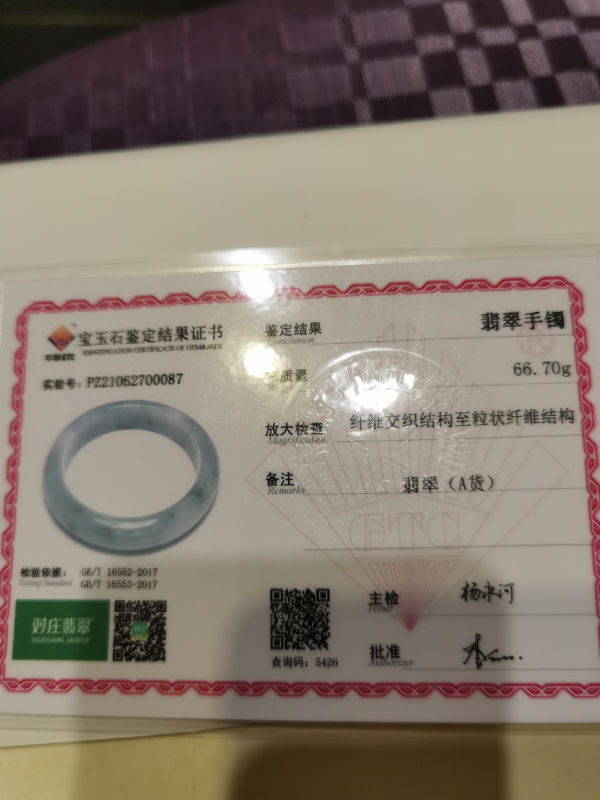 宝玉石鉴定结果证书
IDENTIFICATION CERTIFICATE OF GEM&JADE
实验号：PZ21062700087
鉴定结果
Conclusion
翡翠手镯
总质量
66.70g
放大检查
Magnification
纤维交织结构至粒状纤维结构
备注
Remarks
翡翠（A货）
GTC
检验依据：
Testing Standard
GB/T 16552-2017
GB/T 16553-2017
对庄翡翠
DUIZHUANG JADEITE
查询码：5426
主检
Tester
杨永河
批准
Authorizer